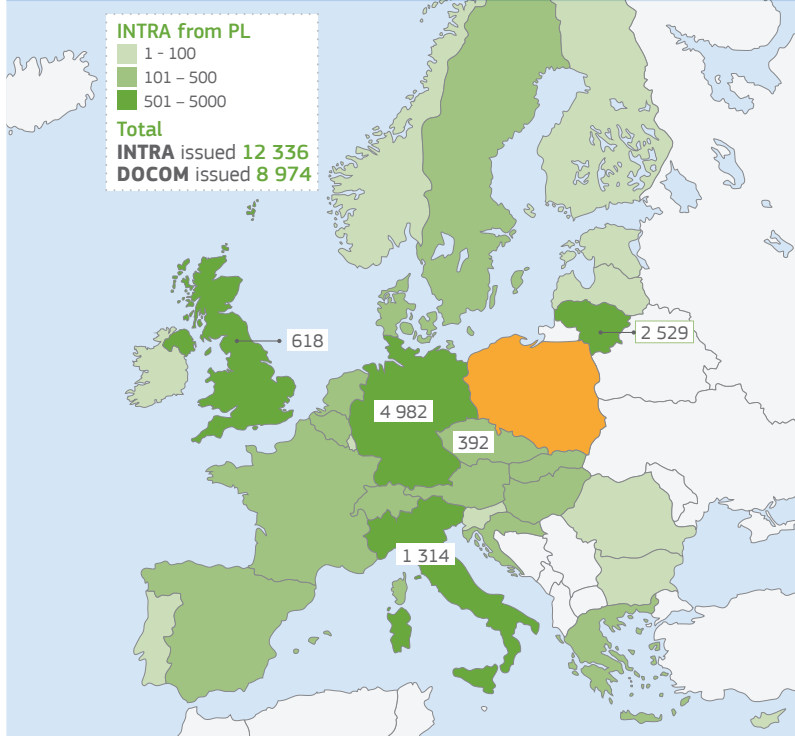 INTRA from PL
1 - 100
101 – 500
501 – 5000
Total
INTRA issued 12 336
DOCOM issued 8 974
618
2 529
4 982
392
1 314